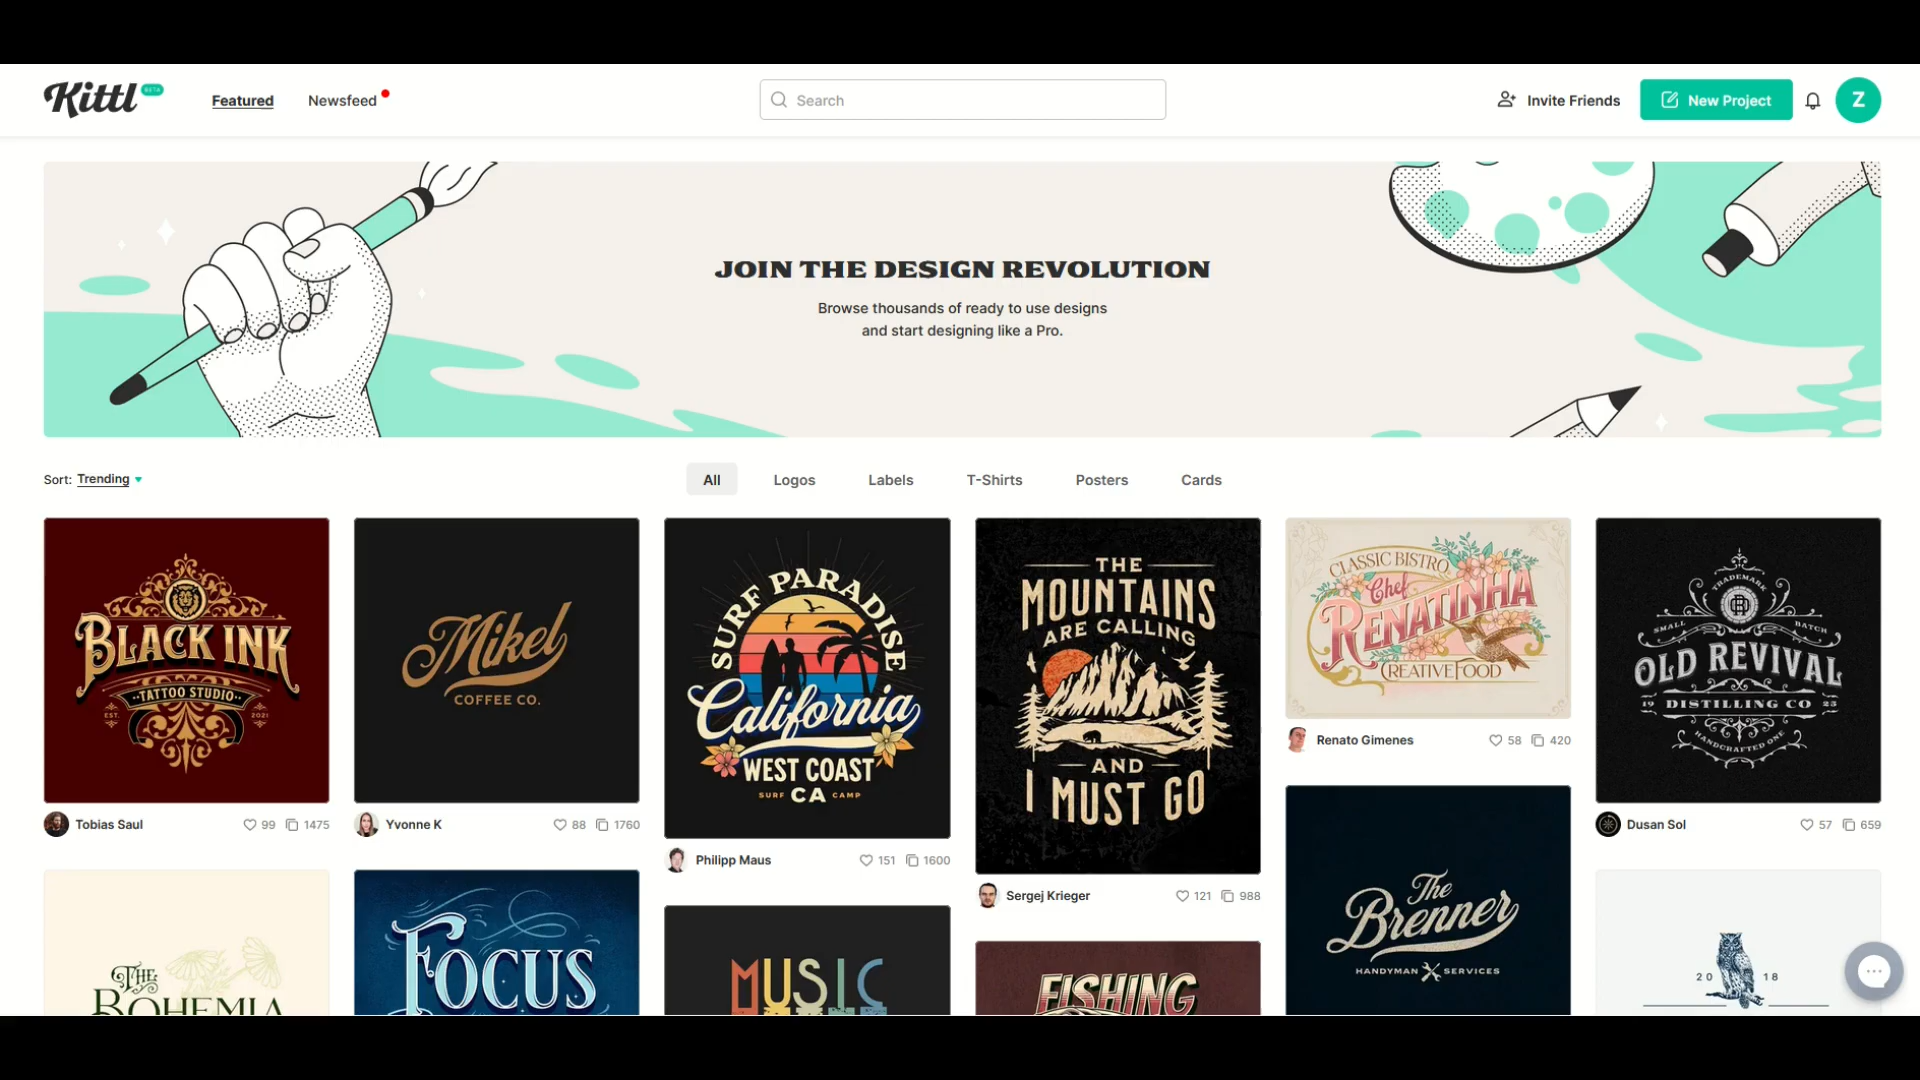 Kittl BETA
Featured
Newsfeed
Search
Invite Friends
New Project
Z
JOIN THE DESIGN REVOLUTION
Browse thousands of ready to use designs
and start designing like a Pro.
Sort: Trending
All
Logos
Labels
T-Shirts
Posters
Cards
BLACK INK
TATTOO STUDIO
EST.
2021
Tobias Saul
99
1475
Mikel
COFFEE CO.
Yvonne K
88
1760
SURF PARADISE
California
WEST COAST
SURF CA CAMP
Philipp Maus
151
1600
THE
MOUNTAINS
ARE CALLING
AND
I MUST GO
Sergej Krieger
121
988
CLASSIC BISTRO
Chef
RENATINHA
CREATIVE FOOD
Renato Gimenes
58
420
TRADEMARK
SMALL
BATCH
OLD REVIVAL
DISTILLING CO
HANDCRAFTED ONE
Dusan Sol
57
659
THE
BOHEMIA
FOCUS
MUSIC
FISHING
The
Brenner
HANDYMAN SERVICES
20 18